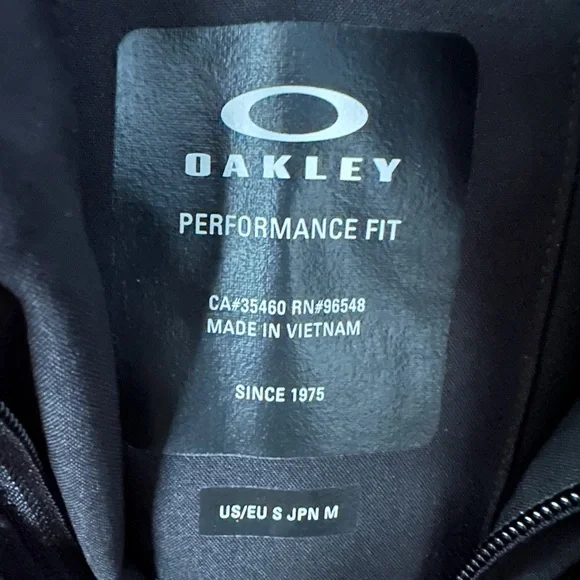 OAKLEY
PERFORMANCE FIT
CA#35460 RN#96548
MADE IN VIETNAM
SINCE 1975
US/EU S JPN M